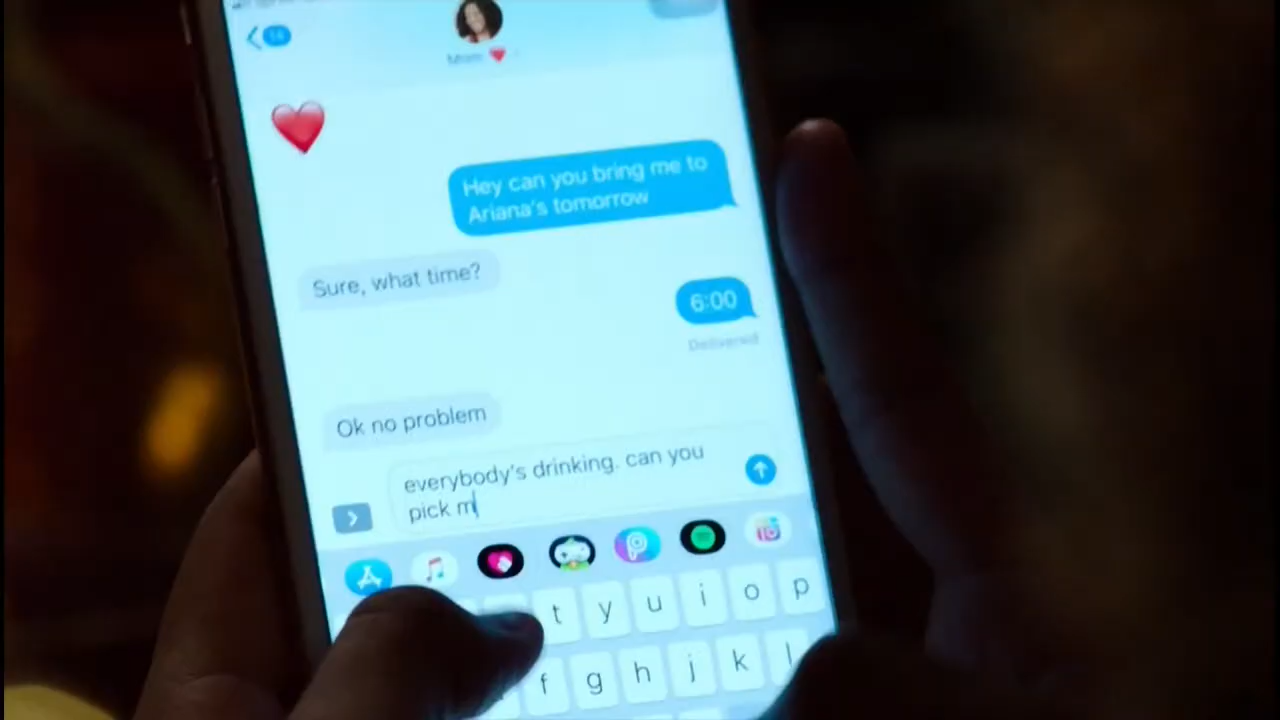 14
Mom ❤️
❤️
Hey can you bring me to
Ariana's tomorrow
Sure, what time?
6:00
Delivered
Ok no problem
everybody's drinking. can you
pick m
t y u i o p
f g h j k l